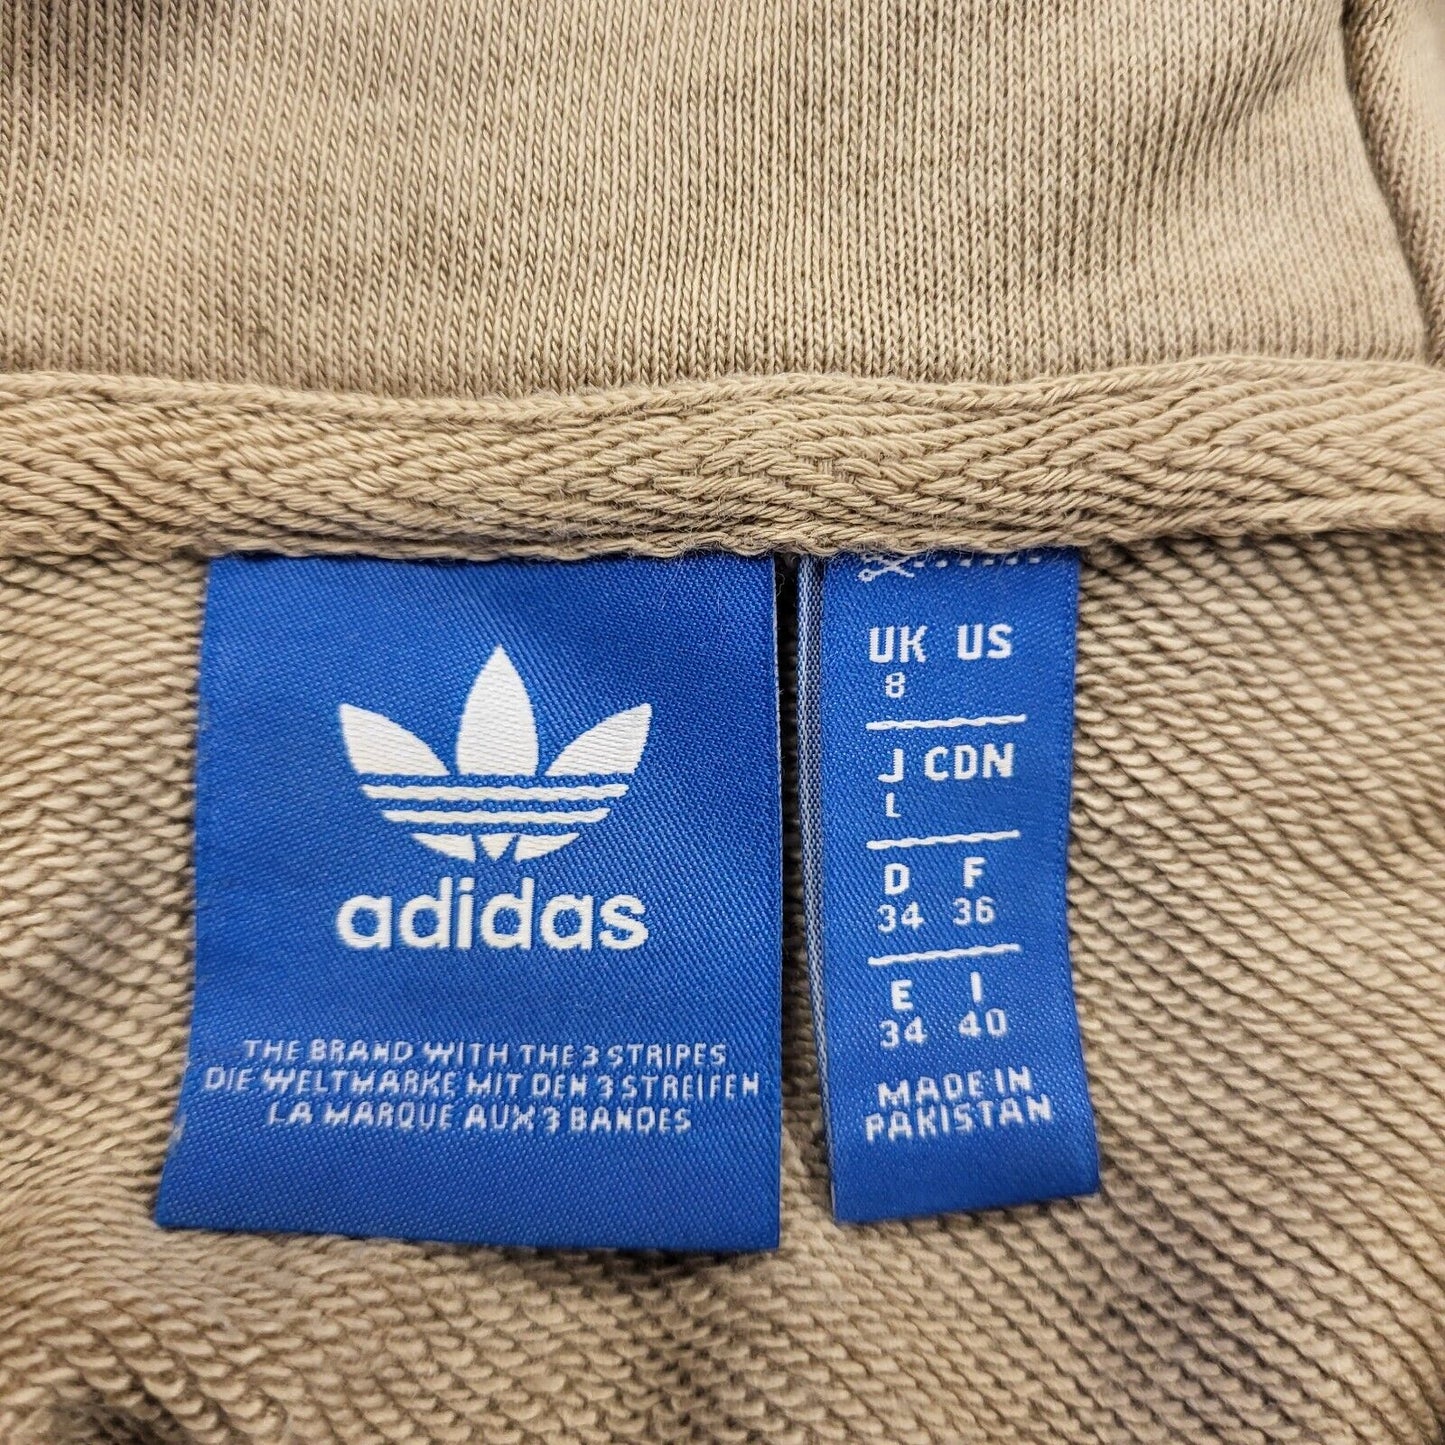 adidas
THE BRAND WITH THE 3 STRIPES
DIE WELTMARKE MIT DEN 3 STREIFEN
LA MARQUE AUX 3 BANDES
UK US
8
J CDN
L
D F
34 36
E I
34 40
MADE IN
PAKISTAN